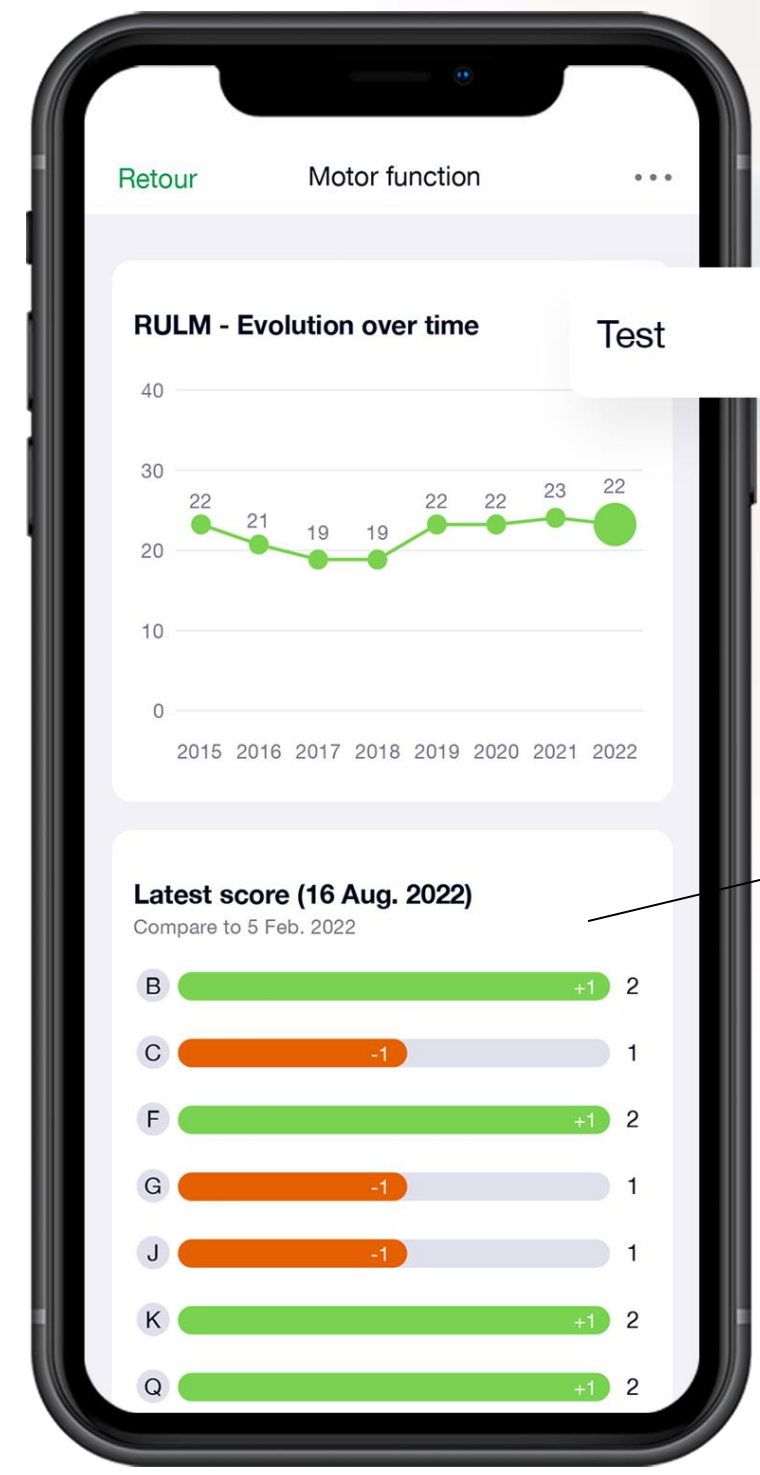 Retour Motor function
RULM - Evolution over time
Test
40
30
20
10
0
22 21 19 19 22 22 23 22
2015 2016 2017 2018 2019 2020 2021 2022
Latest score (16 Aug. 2022)
Compare to 5 Feb. 2022
B +1 2
C -1 1
F +1 2
G -1 1
J -1 1
K +1 2
Q +1 2